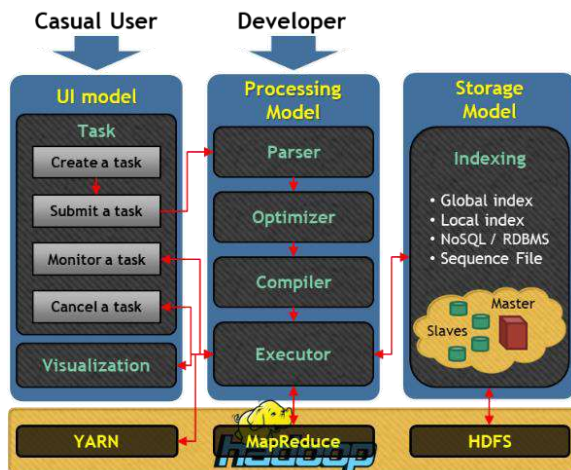 Casual User
Developer
UI model
Task
Create a task
Submit a task
Monitor a task
Cancel a task
Visualization
Processing
Model
Parser
Optimizer
Compiler
Executor
Storage
Model
Indexing
• Global index
• Local index
• NoSQL / RDBMS
• Sequence File
Master
Slaves
YARN
MapReduce
hadoop
HDFS